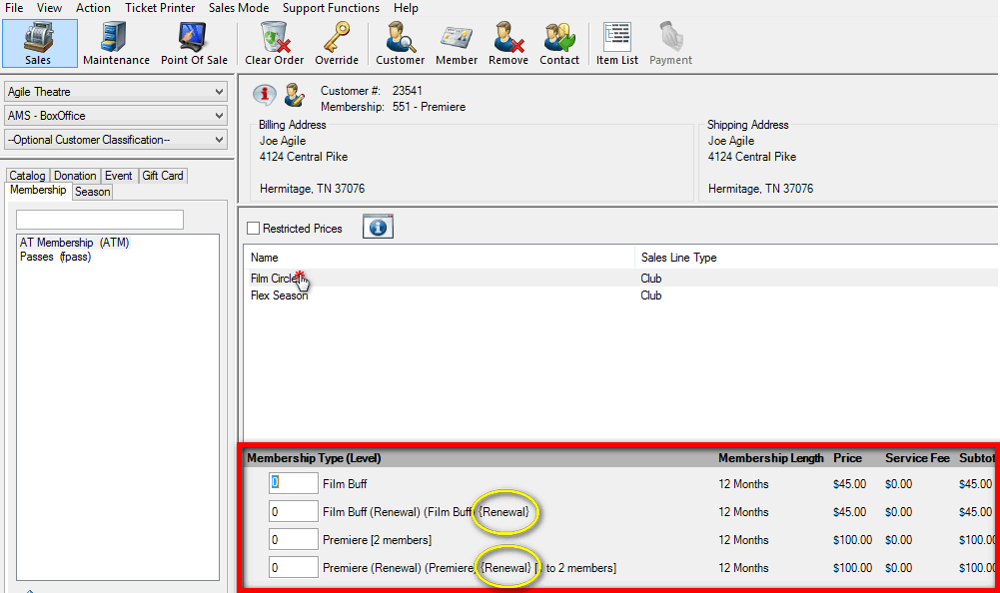 File View Action Ticket Printer Sales Mode Support Functions Help
Sales Maintenance Point Of Sale Clear Order Override Customer Member Remove Contact Item List Payment
Agile Theatre
AMS - BoxOffice
--Optional Customer Classification--
Catalog Donation Event Gift Card
Membership Season
AT Membership (ATM)
Passes (fpass)
Customer #: 23541
Membership: 551 - Premiere
Billing Address
Joe Agile
4124 Central Pike
Hermitage, TN 37076
Shipping Address
Joe Agile
4124 Central Pike
Hermitage, TN 37076
Restricted Prices
Name Sales Line Type
Film Circle Club
Flex Season Club
Membership Type (Level) Membership Length Price Service Fee Subtot
0 Film Buff 12 Months $45.00 $0.00 $45.00
0 Film Buff (Renewal) (Film Buff) {Renewal} 12 Months $45.00 $0.00 $45.00
0 Premiere [2 members] 12 Months $100.00 $0.00 $100.00
0 Premiere (Renewal) (Premiere) {Renewal} [ to 2 members] 12 Months $100.00 $0.00 $100.00